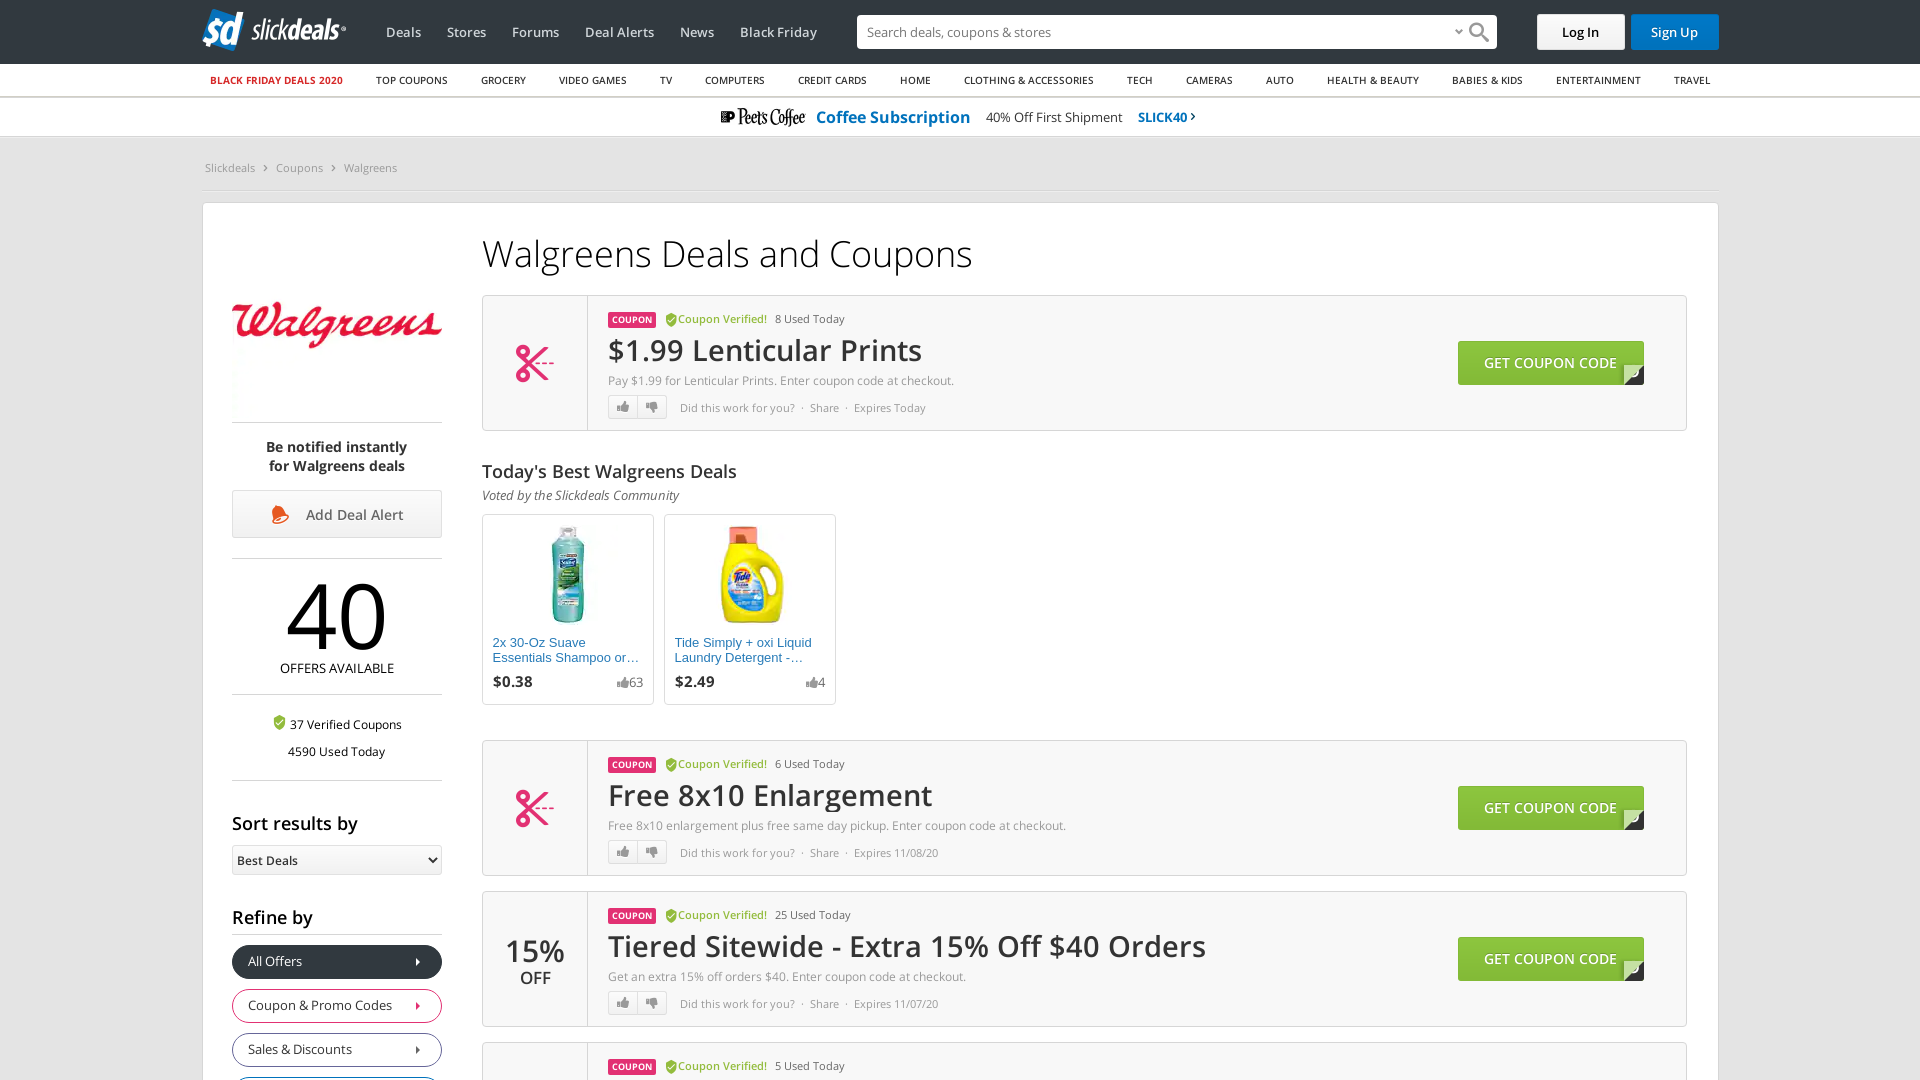 sd slickdeals
Deals
Stores
Forums
Deal Alerts
News
Black Friday
Search deals, coupons & stores
Log In
Sign Up
BLACK FRIDAY DEALS 2020
TOP COUPONS
GROCERY
VIDEO GAMES
TV
COMPUTERS
CREDIT CARDS
HOME
CLOTHING & ACCESSORIES
TECH
CAMERAS
AUTO
HEALTH & BEAUTY
BABIES & KIDS
ENTERTAINMENT
TRAVEL
Peet's Coffee Coffee Subscription 40% Off First Shipment SLICK40
Slickdeals > Coupons > Walgreens
Walgreens
Be notified instantly
for Walgreens deals
Add Deal Alert
40
OFFERS AVAILABLE
37 Verified Coupons
4590 Used Today
Sort results by
Best Deals
Refine by
All Offers
Coupon & Promo Codes
Sales & Discounts
Walgreens Deals and Coupons
COUPON Coupon Verified! 8 Used Today
$1.99 Lenticular Prints
Pay $1.99 for Lenticular Prints. Enter coupon code at checkout.
Did this work for you? · Share · Expires Today
GET COUPON CODE
Today's Best Walgreens Deals
Voted by the Slickdeals Community
Suave
2x 30-Oz Suave
Essentials Shampoo or…
$0.38 63
Tide
Tide Simply + oxi Liquid
Laundry Detergent -…
$2.49 4
COUPON Coupon Verified! 6 Used Today
Free 8x10 Enlargement
Free 8x10 enlargement plus free same day pickup. Enter coupon code at checkout.
Did this work for you? · Share · Expires 11/08/20
GET COUPON CODE
15%
OFF
COUPON Coupon Verified! 25 Used Today
Tiered Sitewide - Extra 15% Off $40 Orders
Get an extra 15% off orders $40. Enter coupon code at checkout.
Did this work for you? · Share · Expires 11/07/20
GET COUPON CODE
COUPON Coupon Verified! 5 Used Today